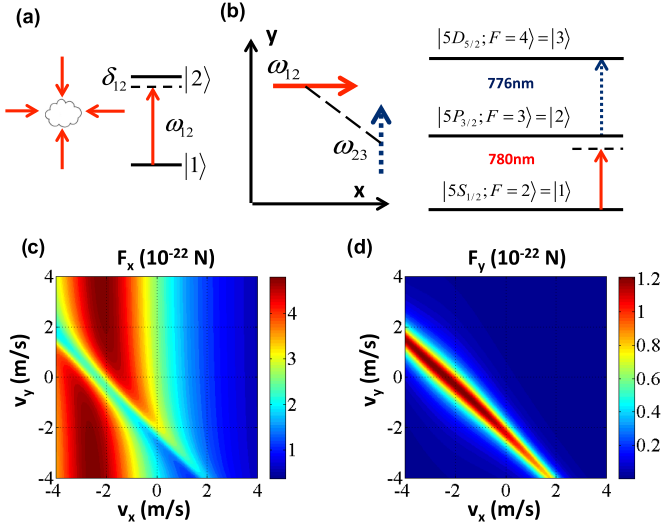 (a)
δ₁₂
|2⟩
ω₁₂
|1⟩
(b)
y
ω₁₂
ω₂₃
x
|5D₅/₂; F = 4⟩=|3⟩
776nm
|5P₃/₂; F = 3⟩=|2⟩
780nm
|5S₁/₂; F = 2⟩=|1⟩
(c)
Fₓ (10⁻²² N)
4
2
0
-2
-4
v_y (m/s)
-4 -2 0 2 4
vₓ (m/s)
4
3
2
1
(d)
F_y (10⁻²² N)
4
2
0
-2
-4
v_y (m/s)
-4 -2 0 2 4
vₓ (m/s)
1.2
1
0.8
0.6
0.4
0.2